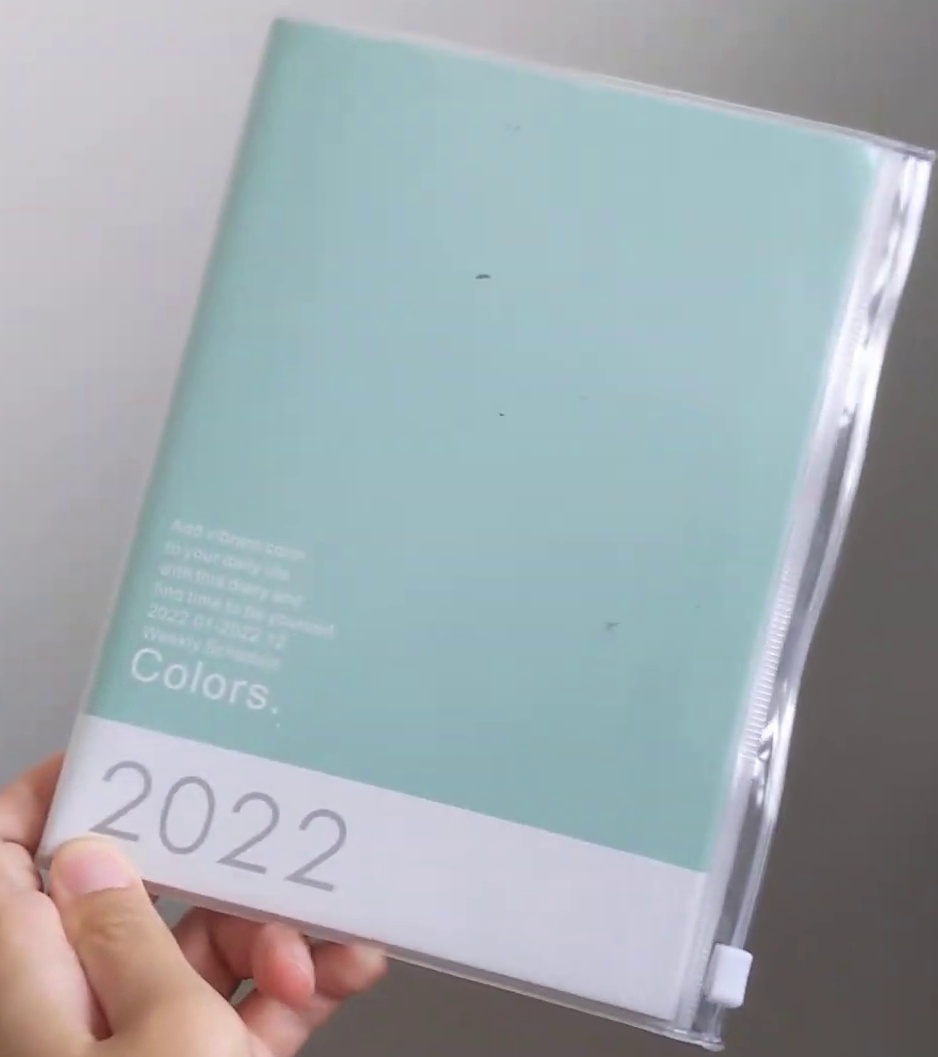 Add vibrant color
to your daily life
with this diary and
find time to be yourself.
2022.01-2022.12
Weekly Schedule
Colors.
2022